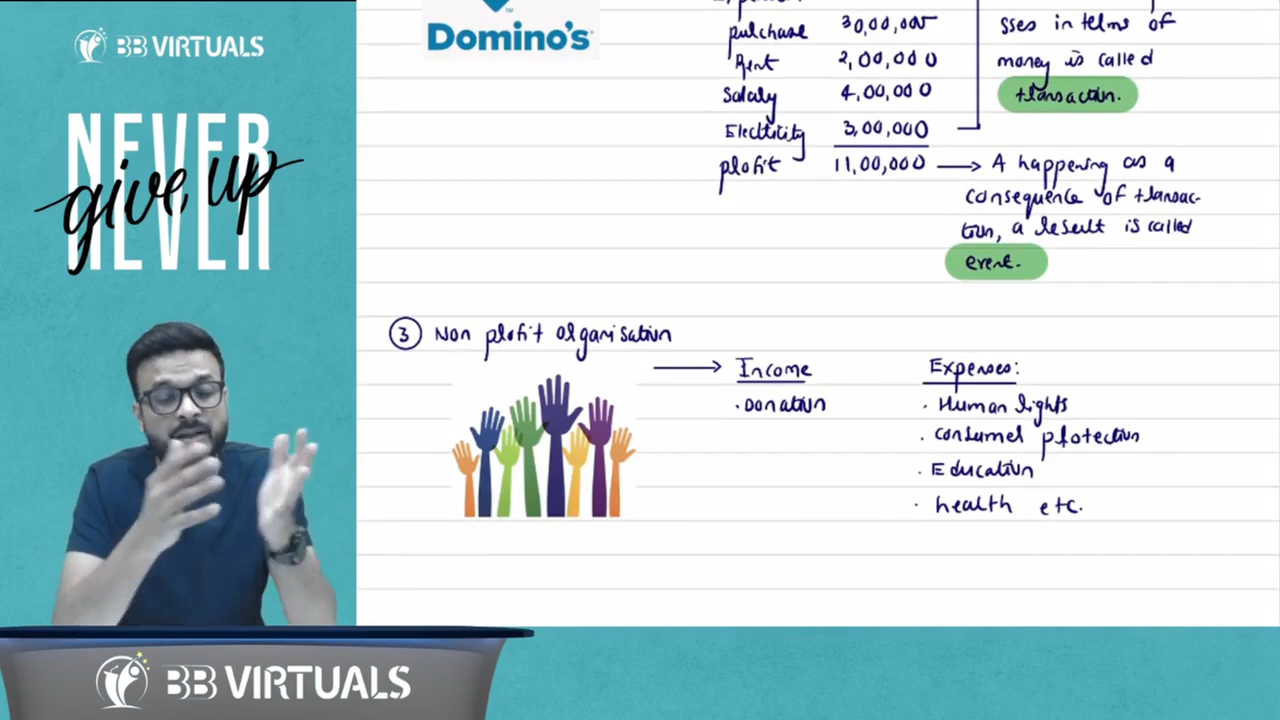 BB VIRTUALS
NEVER
give up
NEVER
TM
Domino's
purchase 30,00,000
Rent 2,00,000
Salary 4,00,000
Electricity 3,00,000
profit 11,00,000
sses in terms of
money is called
transaction.
A happening as a
consequence of transac-
tion, a result is called
event.
3 Non profit organisation
Income
. Donation
Expenses:
. Human rights
. consumer protection
. Education
. health etc.
BB VIRTUALS